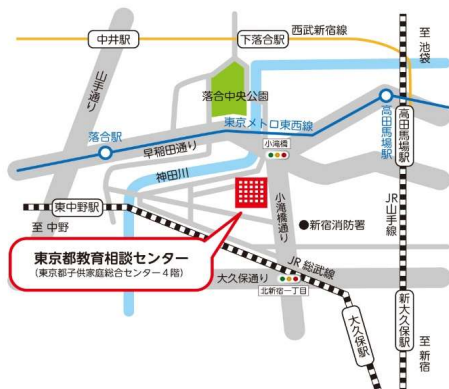 西武新宿線
至 池袋
中井駅
下落合駅
山手通り
落合中央公園
東京メトロ東西線
高田馬場駅
高田馬場駅
小滝橋
落合駅
早稲田通り
神田川
小滝橋通り
JR山手線
東中野駅
新宿消防署
至 中野
東京都教育相談センター
(東京都子供家庭総合センター4階)
JR総武線
大久保通り
北新宿一丁目
新大久保駅
大久保駅
至 新宿